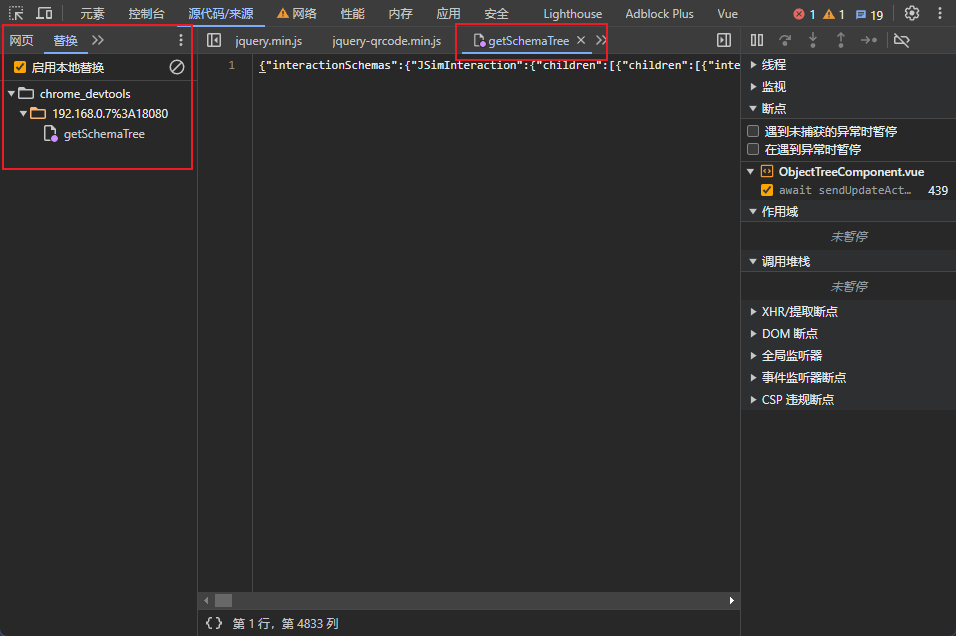 元素 控制台 源代码/来源 网络 性能 内存 应用 安全 Lighthouse Adblock Plus Vue 1 1 19
网页 替换
jquery.min.js jquery-qrcode.min.js getSchemaTree
启用本地替换
chrome_devtools
192.168.0.7%3A18080
getSchemaTree
1 {"interactionSchemas":{"JSimInteraction":{"children":[{"children":[{"inte
线程
监视
断点
遇到未捕获的异常时暂停
在遇到异常时暂停
ObjectTreeComponent.vue
await sendUpdateAct… 439
作用域
未暂停
调用堆栈
未暂停
XHR/提取断点
DOM 断点
全局监听器
事件监听器断点
CSP 违规断点
{} 第 1 行，第 4833 列